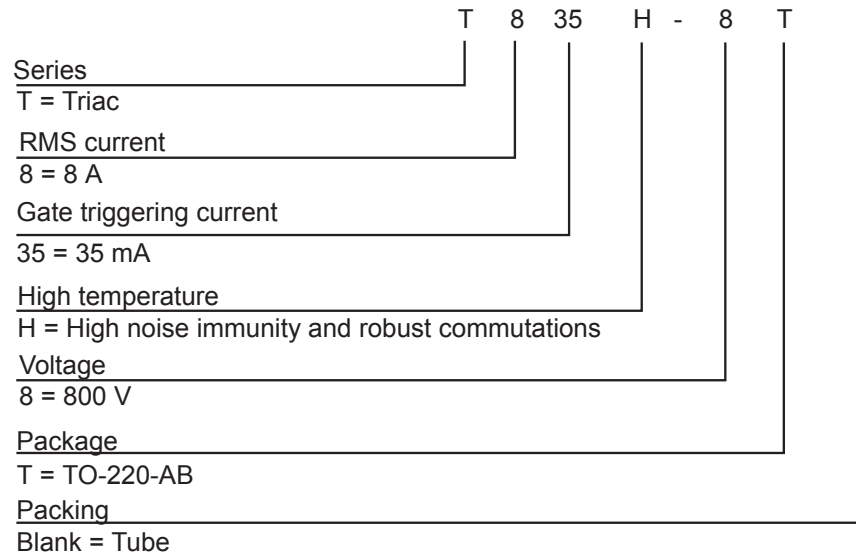 T 8 35 H - 8 T
Series
T = Triac
RMS current
8 = 8 A
Gate triggering current
35 = 35 mA
High temperature
H = High noise immunity and robust commutations
Voltage
8 = 800 V
Package
T = TO-220-AB
Packing
Blank = Tube